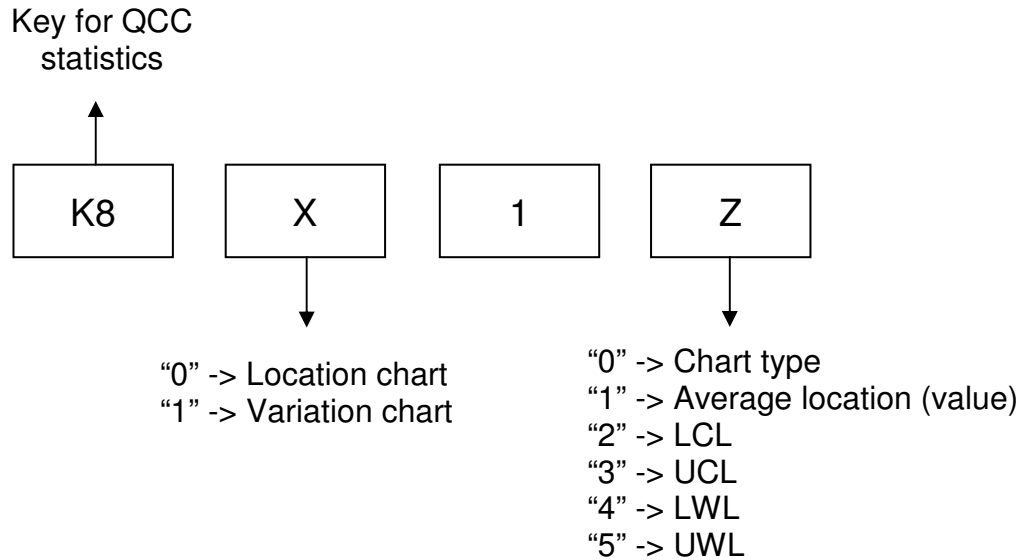 Key for QCC
statistics
K8
X
1
Z
“0” -> Location chart
“1” -> Variation chart
“0” -> Chart type
“1” -> Average location (value)
“2” -> LCL
“3” -> UCL
“4” -> LWL
“5” -> UWL